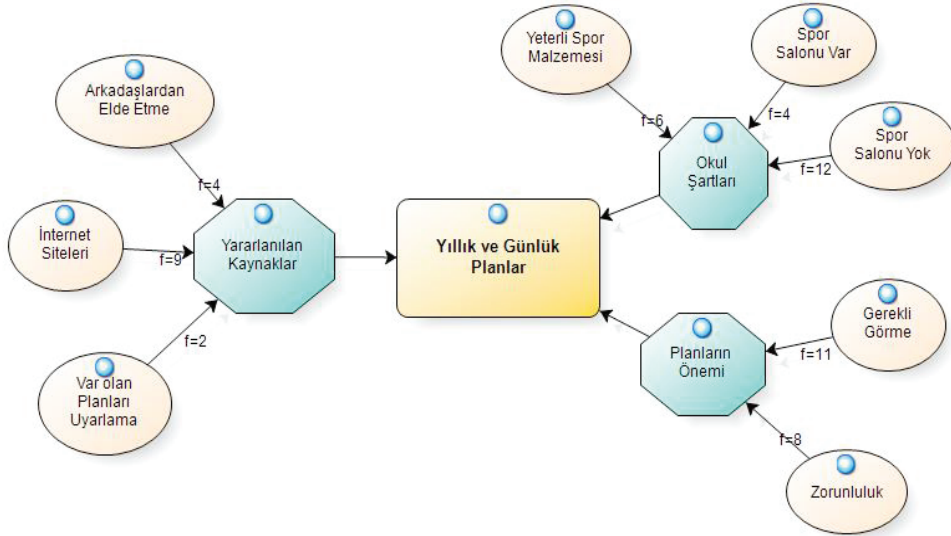 Arkadaşlardan
Elde Etme
f=4
İnternet
Siteleri
f=9
Var olan
Planları
Uyarlama
f=2
Yararlanılan
Kaynaklar
Yıllık ve Günlük
Planlar
Yeterli Spor
Malzemesi
f=6
Spor
Salonu Var
f=4
Spor
Salonu Yok
f=12
Okul
Şartları
Gerekli
Görme
f=11
Planların
Önemi
f=8
Zorunluluk